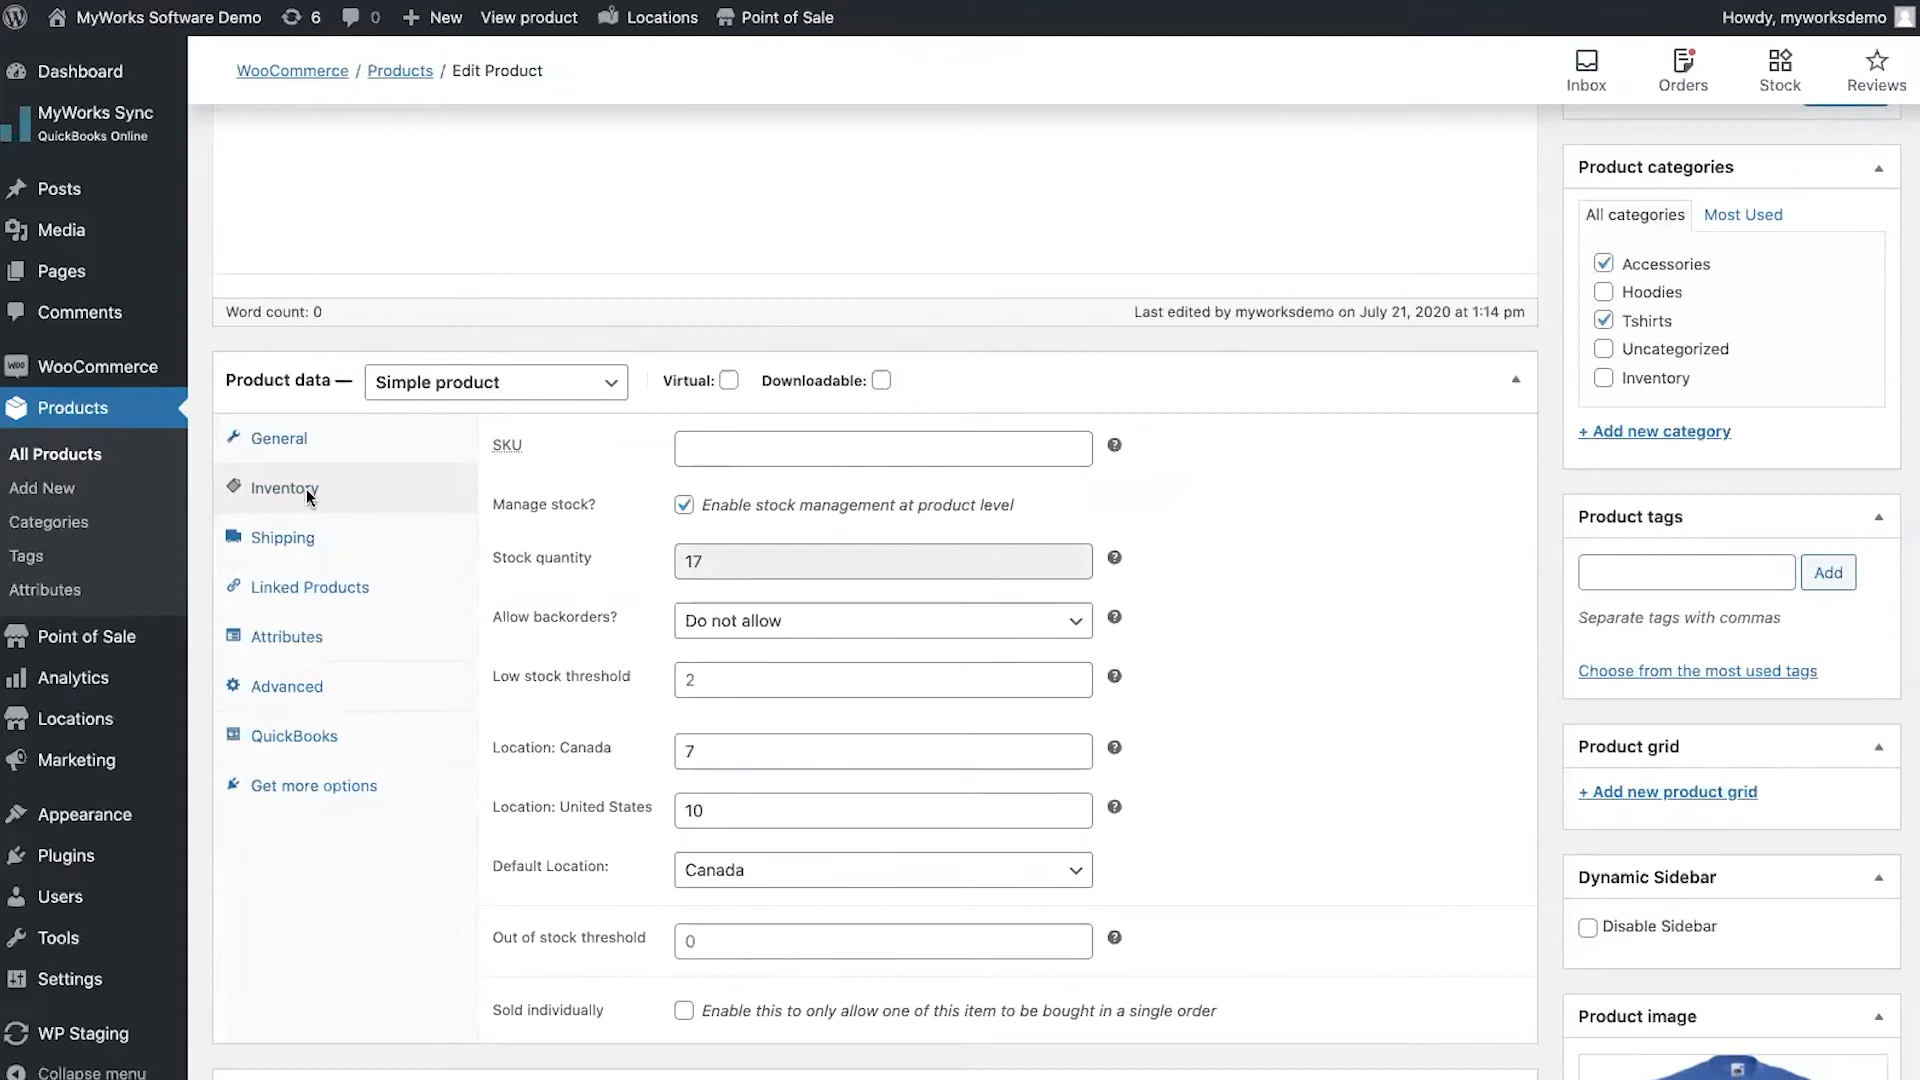 MyWorks Software Demo 6 0 New View product Locations Point of Sale Howdy, myworksdemo
Dashboard
MyWorks Sync
QuickBooks Online
Posts
Media
Pages
Comments
WooCommerce
Products
All Products
Add New
Categories
Tags
Attributes
Point of Sale
Analytics
Locations
Marketing
Appearance
Plugins
Users
Tools
Settings
WP Staging
Collapse menu
WooCommerce / Products / Edit Product
Inbox Orders Stock Reviews
Word count: 0 Last edited by myworksdemo on July 21, 2020 at 1:14 pm
Product data — Simple product Virtual: Downloadable:
General
Inventory
Shipping
Linked Products
Attributes
Advanced
QuickBooks
Get more options
SKU
Manage stock? Enable stock management at product level
Stock quantity 17
Allow backorders? Do not allow
Low stock threshold 2
Location: Canada 7
Location: United States 10
Default Location: Canada
Out of stock threshold 0
Sold individually Enable this to only allow one of this item to be bought in a single order
Product categories
All categories Most Used
Accessories
Hoodies
Tshirts
Uncategorized
Inventory
+ Add new category
Product tags
Add
Separate tags with commas
Choose from the most used tags
Product grid
+ Add new product grid
Dynamic Sidebar
Disable Sidebar
Product image